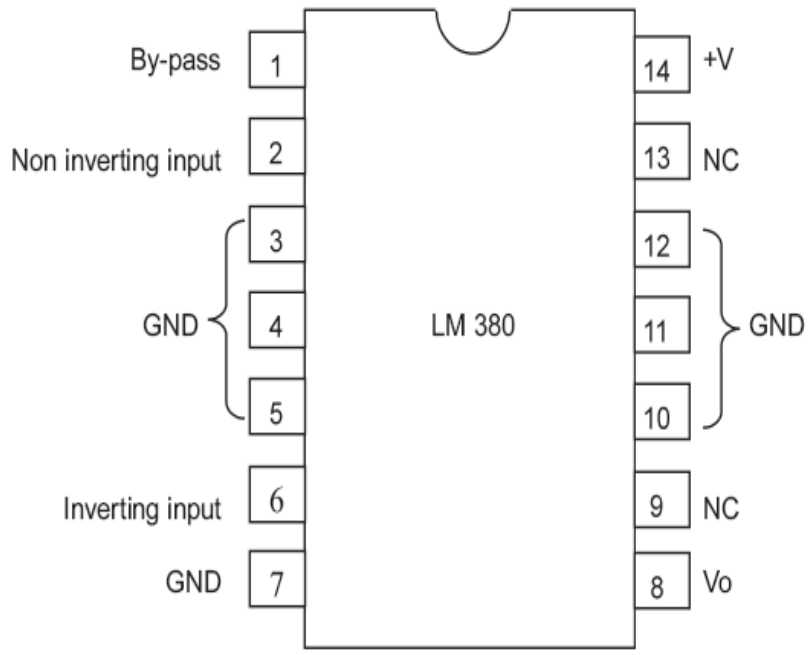 By-pass 1
14 +V
Non inverting input 2
13 NC
3
12
GND 4
LM 380
11 GND
5
10
Inverting input 6
9 NC
GND 7
8 Vo